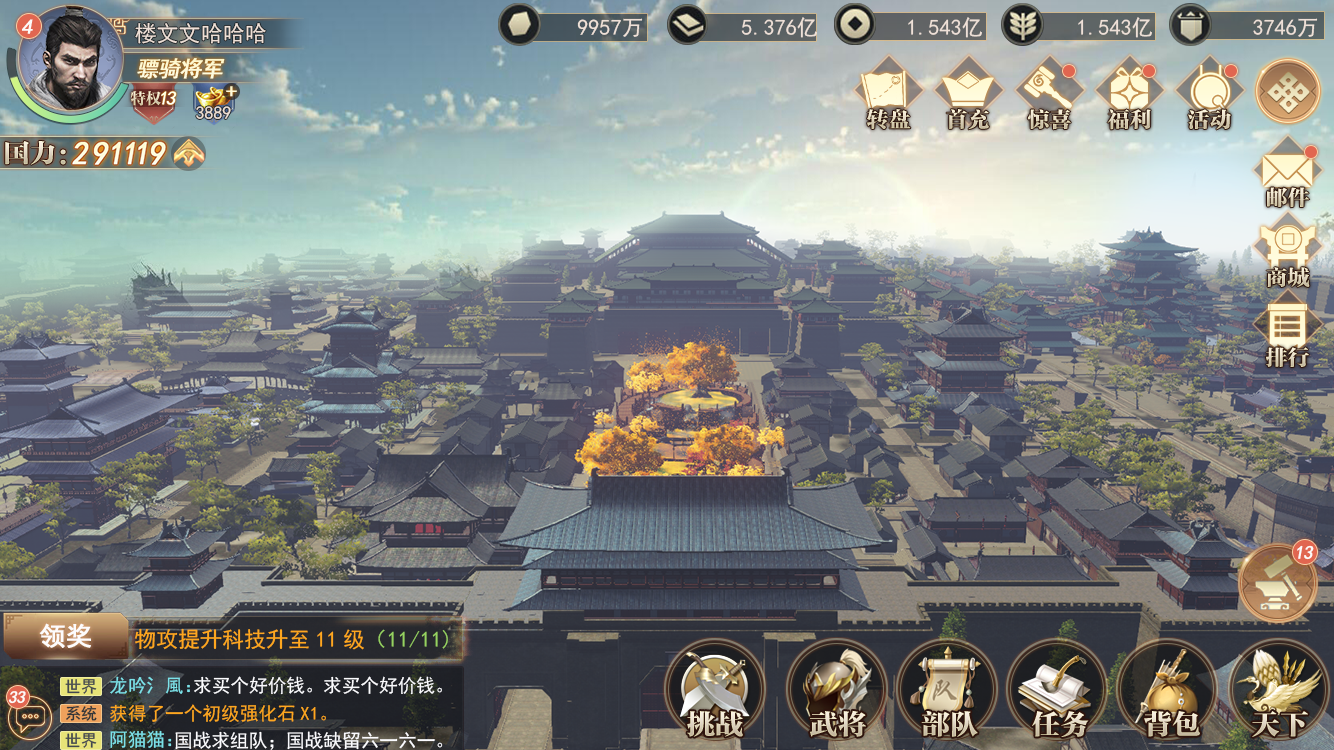 4
楼文文哈哈哈
骠骑将军
特权13
3889
国力:291119
9957万
5.376亿
1.543亿
1.543亿
3746万
转盘
首充
惊喜
福利
活动
邮件
商城
排行
13
领奖
物攻提升科技升至 11 级（11/11）
世界 龙吟氵風:求买个好价钱。求买个好价钱。
系统 获得了一个初级强化石 X1。
世界 阿猫猫:国战求组队；国战缺留六一六一。
33
挑战
武将
部队
任务
背包
天下